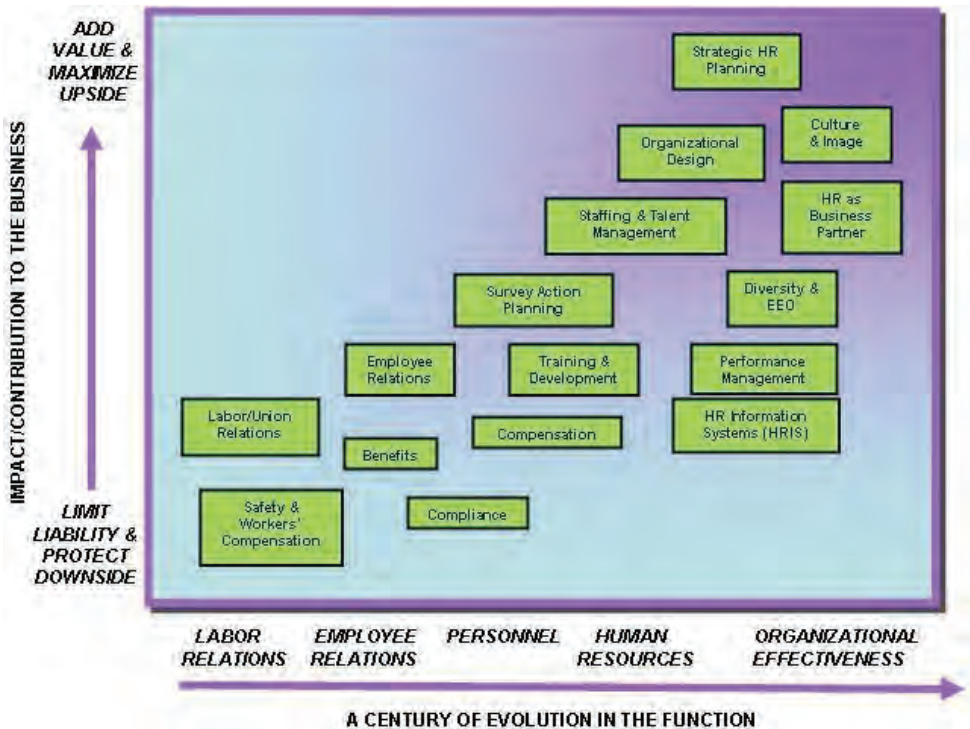 ADD
VALUE &
MAXIMIZE
UPSIDE
IMPACT/CONTRIBUTION TO THE BUSINESS
LIMIT
LIABILITY &
PROTECT
DOWNSIDE
Strategic HR
Planning
Culture
& Image
Organizational
Design
HR as
Business
Partner
Staffing & Talent
Management
Survey Action
Planning
Diversity &
EEO
Employee
Relations
Training &
Development
Performance
Management
Labor/Union
Relations
Benefits
Compensation
HR Information
Systems (HRIS)
Safety &
Workers'
Compensation
Compliance
LABOR
RELATIONS
EMPLOYEE
RELATIONS
PERSONNEL
HUMAN
RESOURCES
ORGANIZATIONAL
EFFECTIVENESS
A CENTURY OF EVOLUTION IN THE FUNCTION